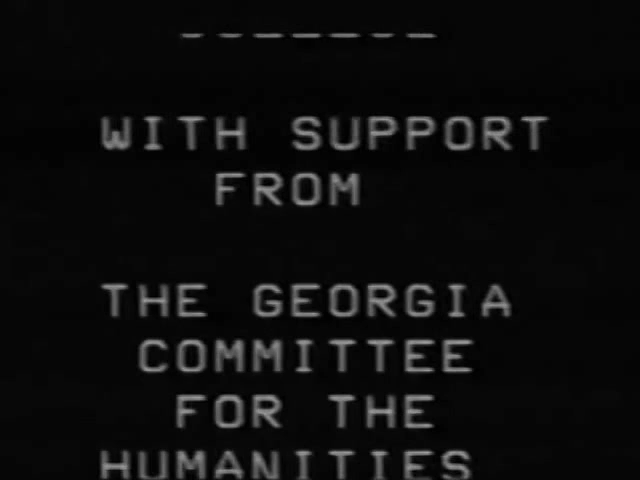 WITH SUPPORT
FROM
THE GEORGIA
COMMITTEE
FOR THE
HUMANITIES